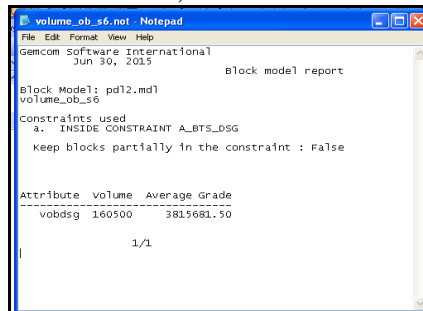 volume_ob_s6.not - Notepad
File Edit Format View Help
Gemcom Software International
Jun 30, 2015
Block model report
Block Model: pdl2.mdl
volume_ob_s6
Constraints used
a. INSIDE CONSTRAINT A_BTS_DSG
Keep blocks partially in the constraint : False
Attribute Volume Average Grade
vobdsg 160500 3815681.50
1/1